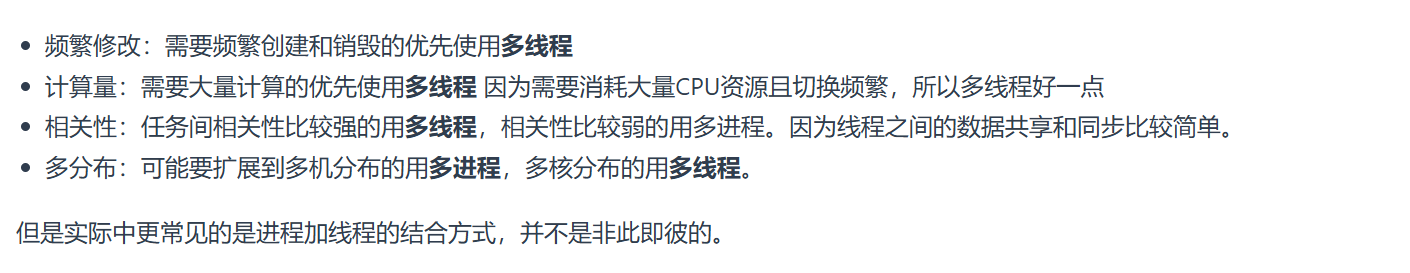 • 频繁修改：需要频繁创建和销毁的优先使用多线程
• 计算量：需要大量计算的优先使用多线程 因为需要消耗大量CPU资源且切换频繁，所以多线程好一点
• 相关性：任务间相关性比较强的用多线程，相关性比较弱的用多进程。因为线程之间的数据共享和同步比较简单。
• 多分布：可能要扩展到多机分布的用多进程，多核分布的用多线程。
但是实际中更常见的是进程加线程的结合方式，并不是非此即彼的。